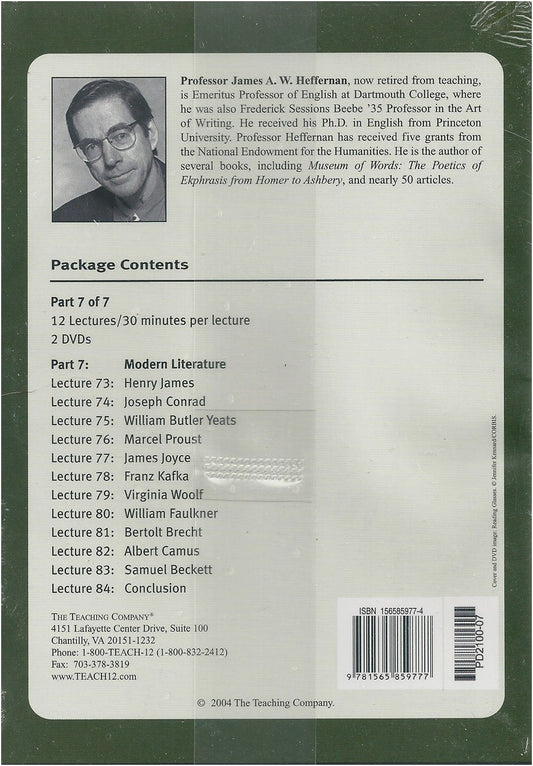 Professor James A. W. Heffernan, now retired from teaching,
is Emeritus Professor of English at Dartmouth College, where
he was also Frederick Sessions Beebe '35 Professor in the Art
of Writing. He received his Ph.D. in English from Princeton
University. Professor Heffernan has received five grants from
the National Endowment for the Humanities. He is the author of
several books, including Museum of Words: The Poetics of
Ekphrasis from Homer to Ashbery, and nearly 50 articles.
Package Contents
Part 7 of 7
12 Lectures/30 minutes per lecture
2 DVDs
Part 7: Modern Literature
Lecture 73: Henry James
Lecture 74: Joseph Conrad
Lecture 75: William Butler Yeats
Lecture 76: Marcel Proust
Lecture 77: James Joyce
Lecture 78: Franz Kafka
Lecture 79: Virginia Woolf
Lecture 80: William Faulkner
Lecture 81: Bertolt Brecht
Lecture 82: Albert Camus
Lecture 83: Samuel Beckett
Lecture 84: Conclusion
THE TEACHING COMPANY®
4151 Lafayette Center Drive, Suite 100
Chantilly, VA 20151-1232
Phone: 1-800-TEACH-12 (1-800-832-2412)
Fax: 703-378-3819
www.TEACH12.com
Cover and DVD image: Reading Glasses. © Jennifer Kennard/CORBIS.
ISBN 156585977-4
9 781565 859777
PD2100-07
© 2004 The Teaching Company.